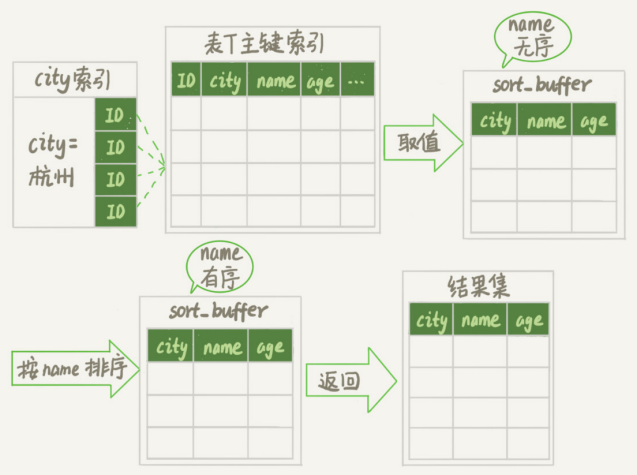 表T主键索引
name
无序
city索引
ID city name age ...
sort_buffer
city name age
city=
杭州
ID
ID
ID
ID
取值
name
有序
sort_buffer
city name age
结果集
city name age
按name排序
返回